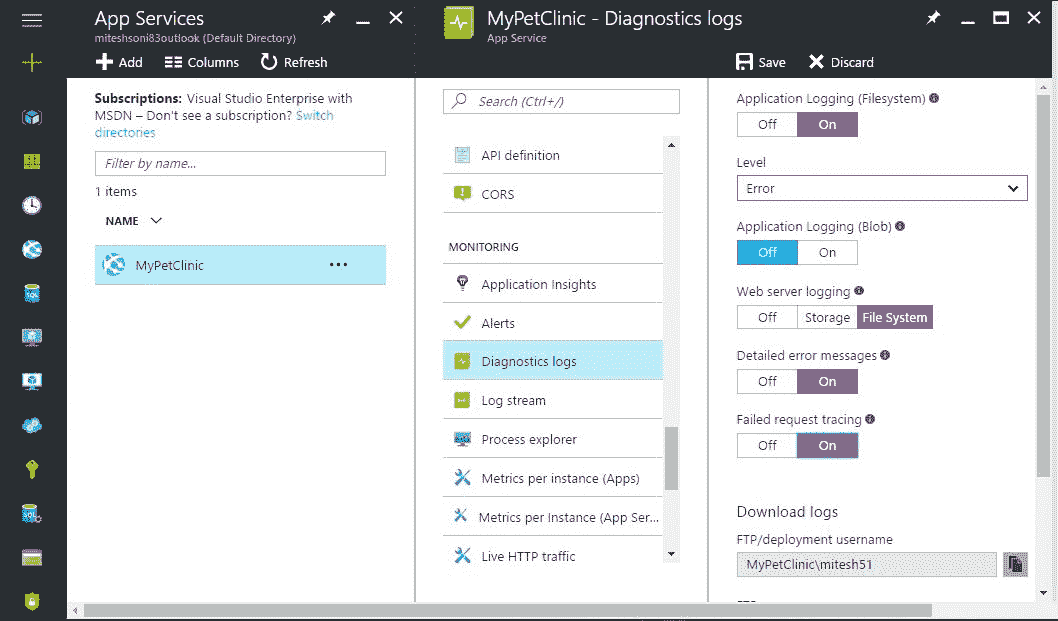 App Services
miteshsoni83outlook (Default Directory)
Add Columns Refresh
Subscriptions: Visual Studio Enterprise with
MSDN – Don't see a subscription? Switch
directories
Filter by name...
1 items
NAME
MyPetClinic ...
MyPetClinic - Diagnostics logs
App Service
Save Discard
Search (Ctrl+/)
API definition
CORS
MONITORING
Application Insights
Alerts
Diagnostics logs
Log stream
Process explorer
Metrics per instance (Apps)
Metrics per Instance (App Ser...
Live HTTP traffic
Application Logging (Filesystem)
Off On
Level
Error
Application Logging (Blob)
Off On
Web server logging
Off Storage File System
Detailed error messages
Off On
Failed request tracing
Off On
Download logs
FTP/deployment username
MyPetClinic\mitesh51